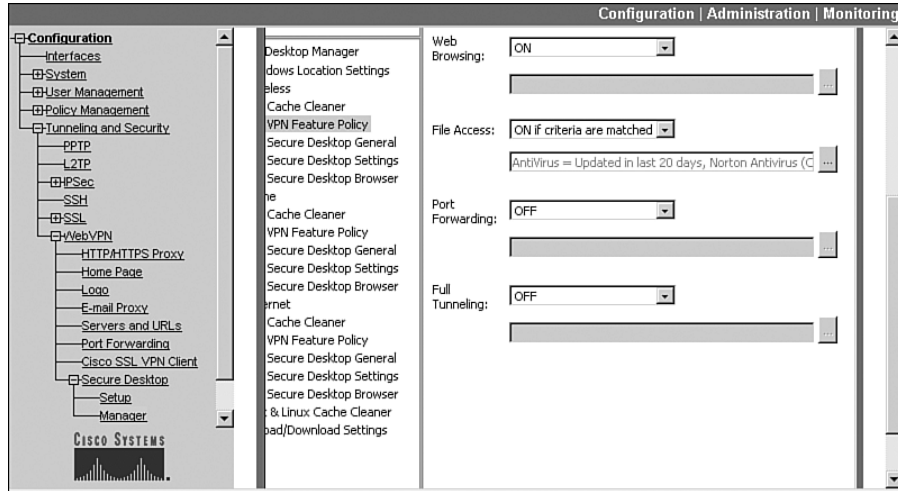 Configuration | Administration | Monitoring
Configuration
Interfaces
System
User Management
Policy Management
Tunneling and Security
PPTP
L2TP
IPSec
SSH
SSL
WebVPN
HTTP/HTTPS Proxy
Home Page
Logo
E-mail Proxy
Servers and URLs
Port Forwarding
Cisco SSL VPN Client
Secure Desktop
Setup
Manager
CISCO SYSTEMS
Desktop Manager
dows Location Settings
eless
Cache Cleaner
VPN Feature Policy
Secure Desktop General
Secure Desktop Settings
Secure Desktop Browser
ne
Cache Cleaner
VPN Feature Policy
Secure Desktop General
Secure Desktop Settings
Secure Desktop Browser
ernet
Cache Cleaner
VPN Feature Policy
Secure Desktop General
Secure Desktop Settings
Secure Desktop Browser
& Linux Cache Cleaner
oad/Download Settings
Web
Browsing:
ON
...
File Access:
ON if criteria are matched
AntiVirus = Updated in last 20 days, Norton Antivirus (C
...
Port
Forwarding:
OFF
...
Full
Tunneling:
OFF
...